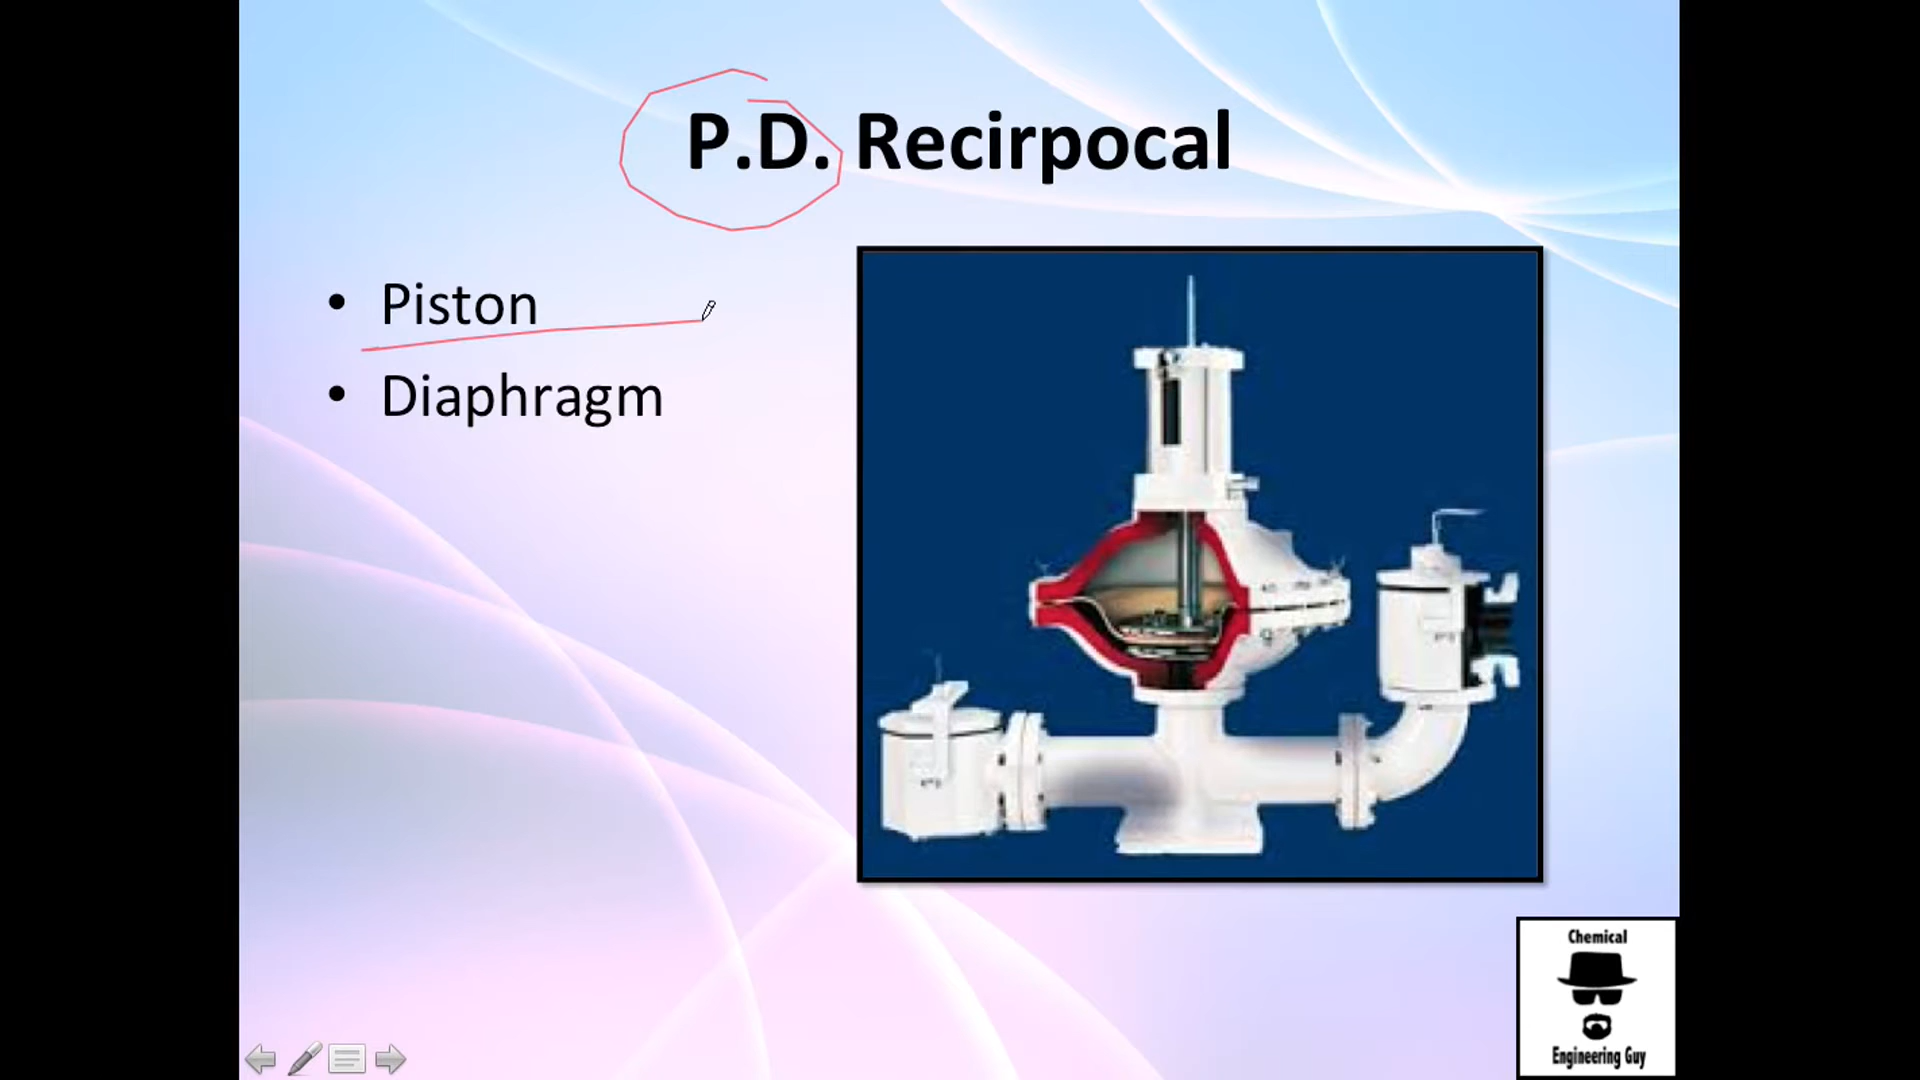 P.D. Recirpocal
• Piston
• Diaphragm
Chemical
Engineering Guy